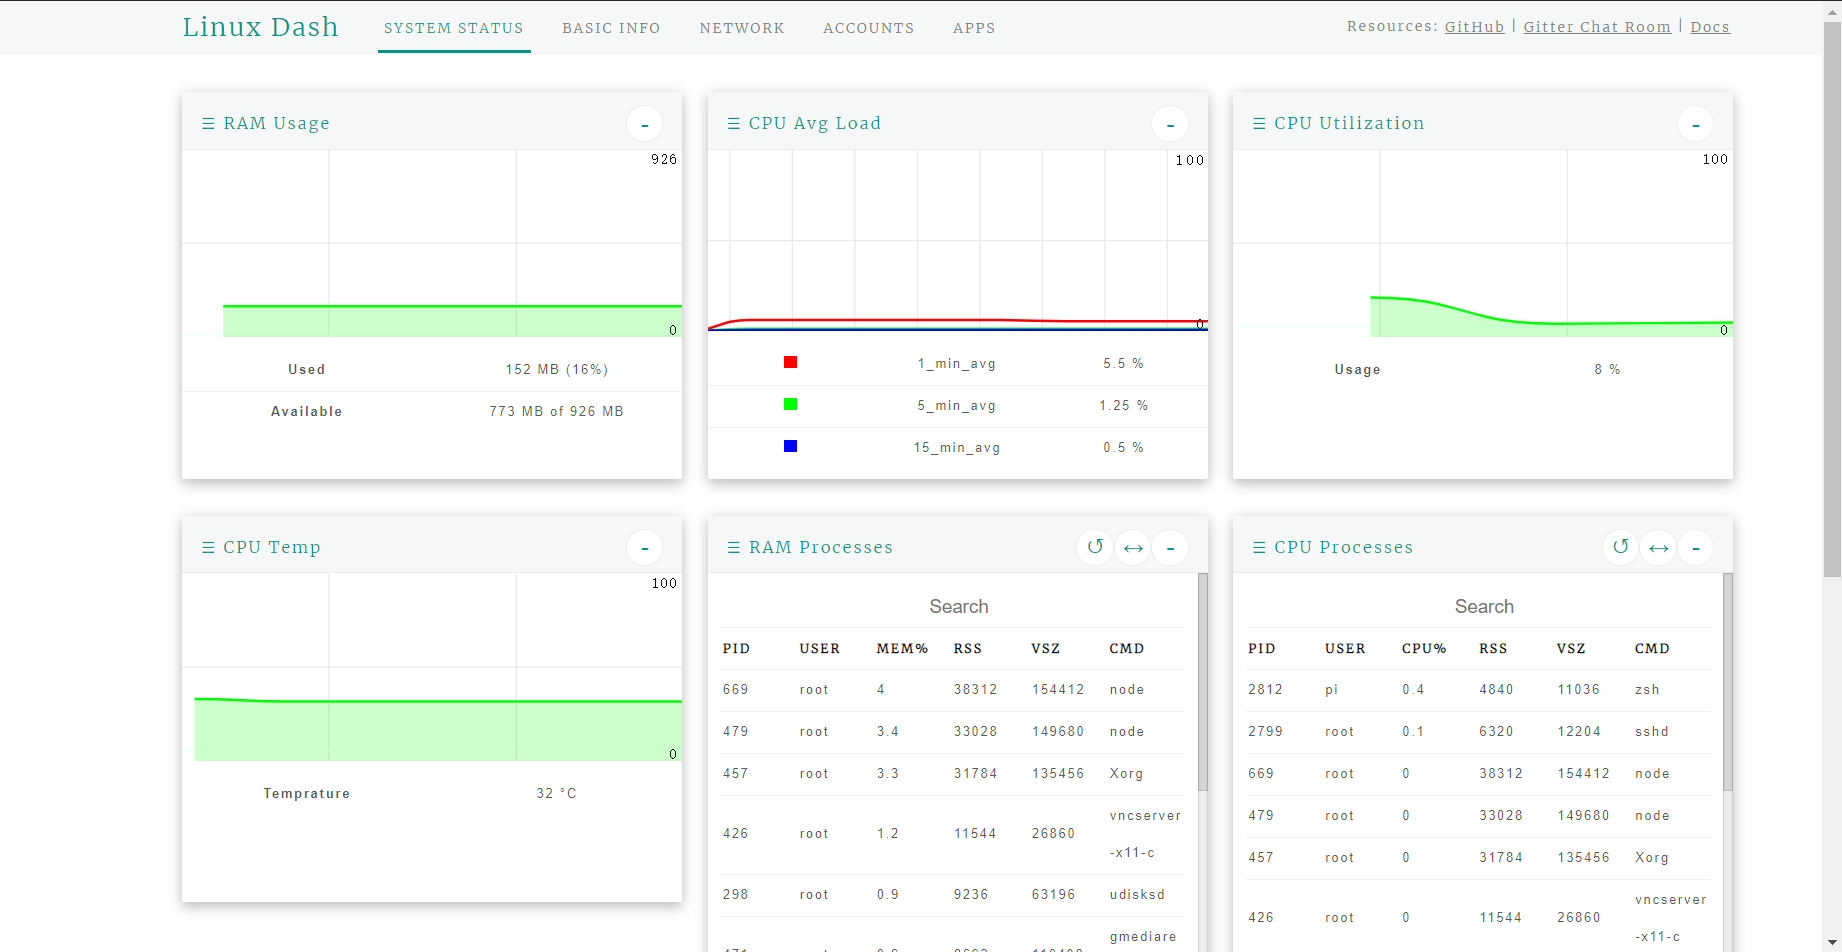 Linux Dash SYSTEM STATUS BASIC INFO NETWORK ACCOUNTS APPS Resources: GitHub | Gitter Chat Room | Docs
☰ RAM Usage -
926
0
Used 152 MB (16%)
Available 773 MB of 926 MB
☰ CPU Avg Load -
100
0
1_min_avg 5.5 %
5_min_avg 1.25 %
15_min_avg 0.5 %
☰ CPU Utilization -
100
0
Usage 8 %
☰ CPU Temp -
100
0
Temprature 32 °C
☰ RAM Processes ↺ ↔ -
Search
PID USER MEM% RSS VSZ CMD
669 root 4 38312 154412 node
479 root 3.4 33028 149680 node
457 root 3.3 31784 135456 Xorg
426 root 1.2 11544 26860 vncserver
-x11-c
298 root 0.9 9236 63196 udisksd
gmediare
☰ CPU Processes ↺ ↔ -
Search
PID USER CPU% RSS VSZ CMD
2812 pi 0.4 4840 11036 zsh
2799 root 0.1 6320 12204 sshd
669 root 0 38312 154412 node
479 root 0 33028 149680 node
457 root 0 31784 135456 Xorg
426 root 0 11544 26860 vncserver
-x11-c